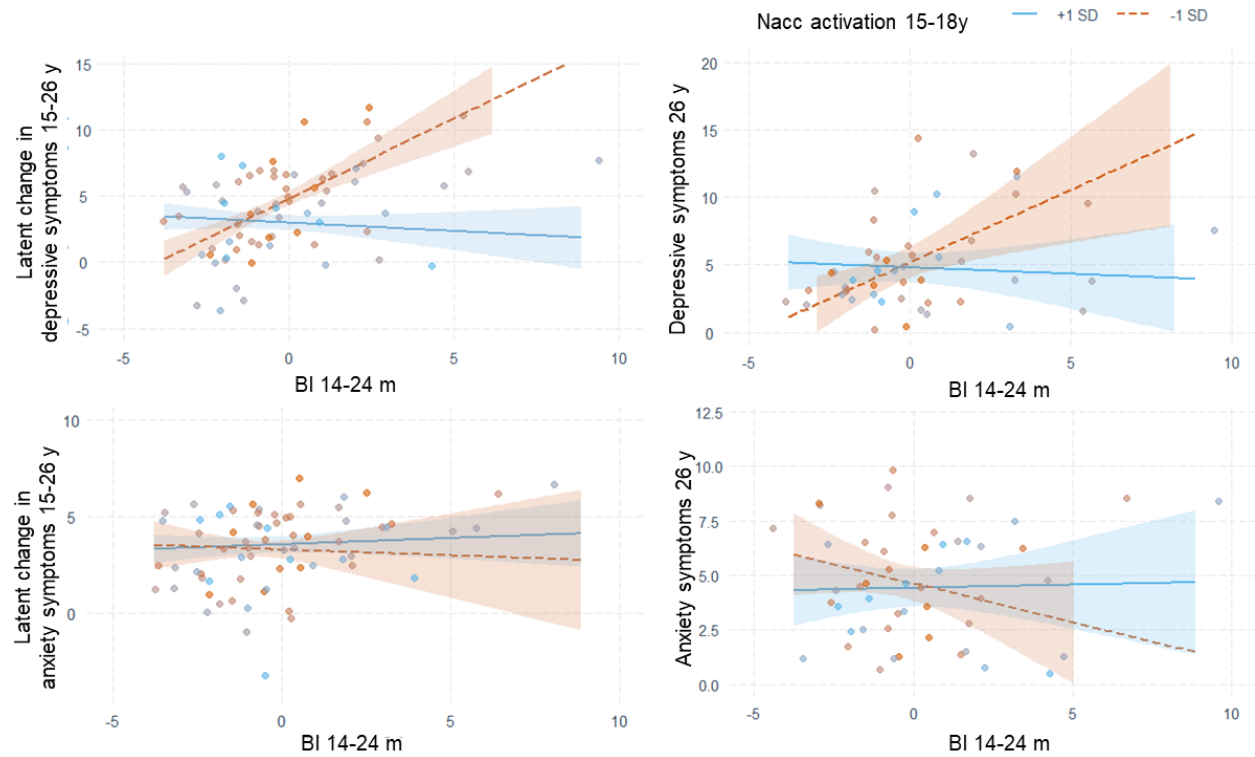 Nacc activation 15-18y
+1 SD
-1 SD
Latent change in
depressive symptoms 15-26 y
15
10
5
0
-5
-5
0
5
10
BI 14-24 m
Depressive symptoms 26 y
20
15
10
5
0
-5
0
5
10
BI 14-24 m
Latent change in
anxiety symptoms 15-26 y
10
5
0
-5
0
5
10
BI 14-24 m
Anxiety symptoms 26 y
12.5
10.0
7.5
5.0
2.5
0.0
-5
0
5
10
BI 14-24 m